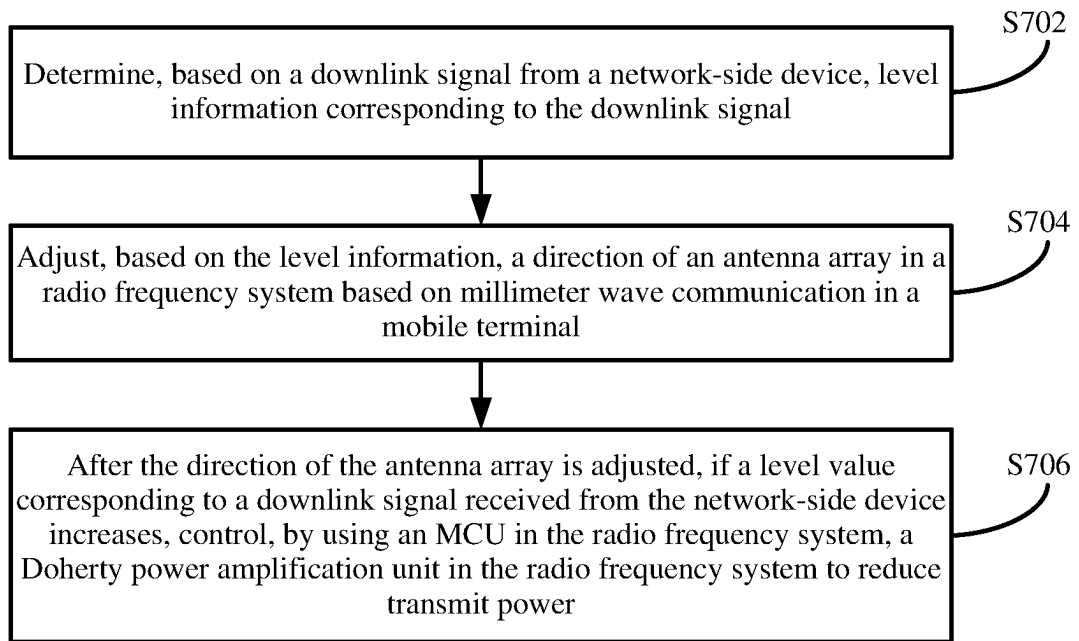 S702
Determine, based on a downlink signal from a network-side device, level
information corresponding to the downlink signal
S704
Adjust, based on the level information, a direction of an antenna array in a
radio frequency system based on millimeter wave communication in a
mobile terminal
S706
After the direction of the antenna array is adjusted, if a level value
corresponding to a downlink signal received from the network-side device
increases, control, by using an MCU in the radio frequency system, a
Doherty power amplification unit in the radio frequency system to reduce
transmit power